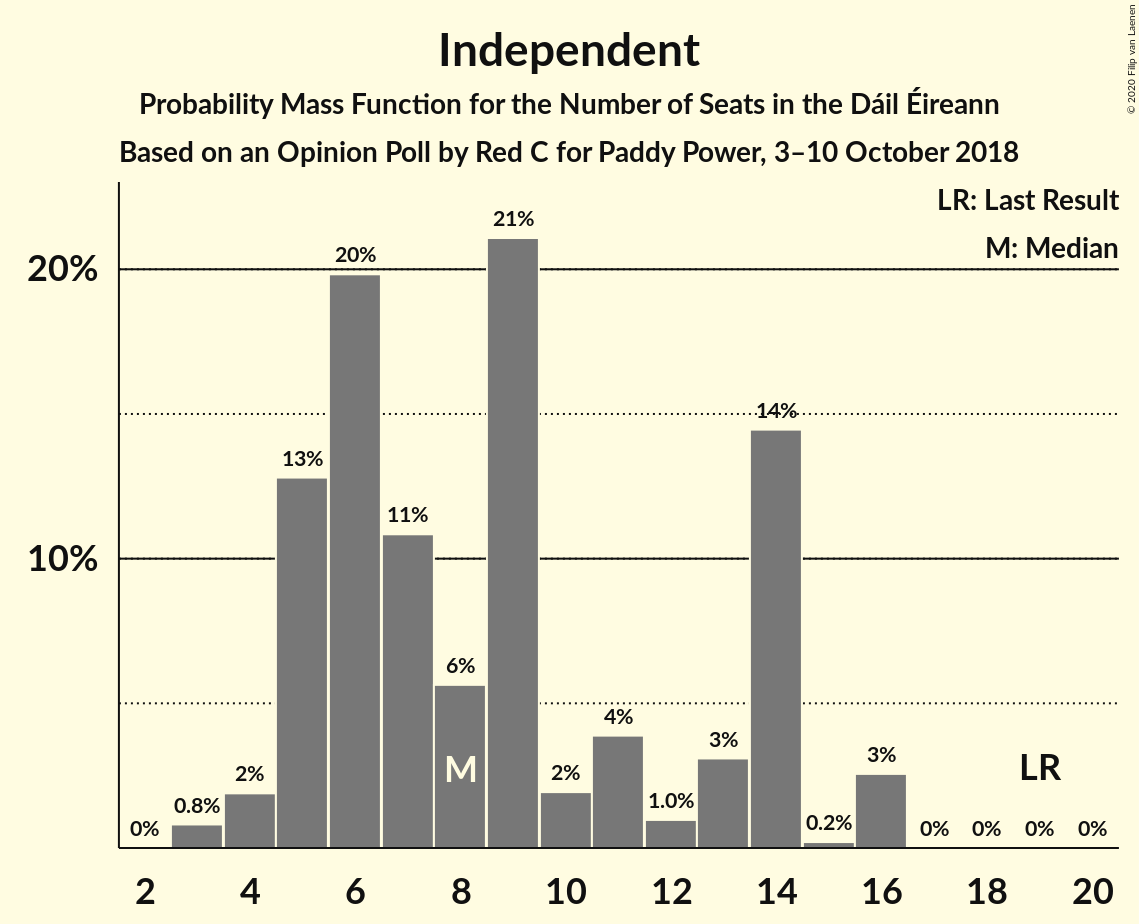 Independent
Probability Mass Function for the Number of Seats in the Dáil Éireann
Based on an Opinion Poll by Red C for Paddy Power, 3–10 October 2018
© 2020 Filip van Laenen
LR: Last Result
M: Median
20%
10%
0%
0.8%
2%
13%
20%
11%
6%
21%
2%
4%
1.0%
3%
14%
0.2%
3%
0%
0%
0%
0%
M
LR
2 4 6 8 10 12 14 16 18 20